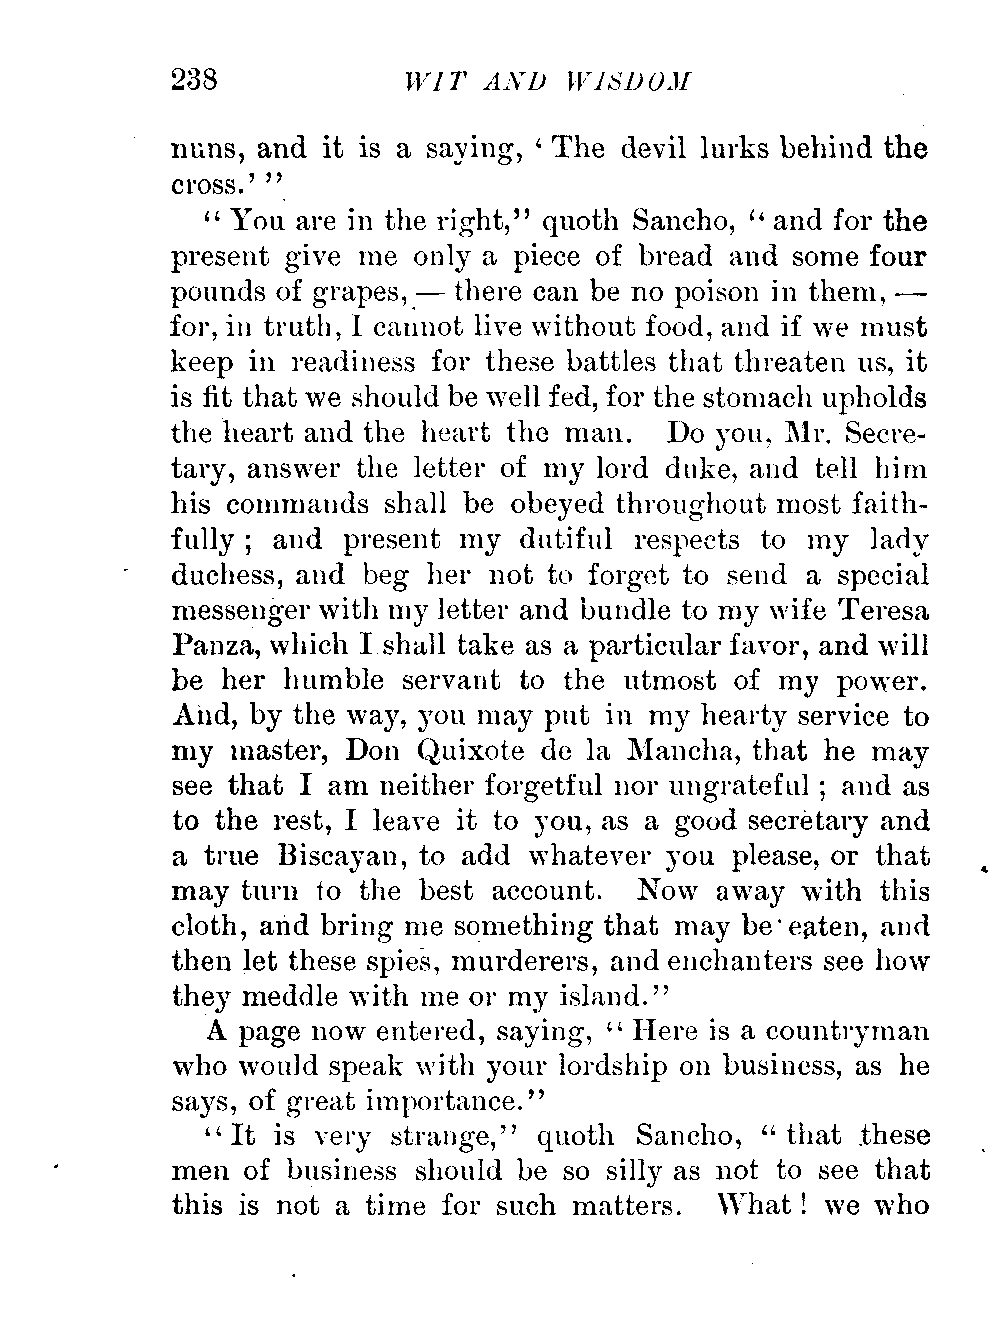 238 WIT AND WISDOM
nuns, and it is a saying, ‘ The devil lurks behind the
cross.’ ”
“ You are in the right,” quoth Sancho, “ and for the
present give me only a piece of bread and some four
pounds of grapes, — there can be no poison in them, —
for, in truth, I cannot live without food, and if we must
keep in readiness for these battles that threaten us, it
is fit that we should be well fed, for the stomach upholds
the heart and the heart the man. Do you, Mr. Secre-
tary, answer the letter of my lord duke, and tell him
his commands shall be obeyed throughout most faith-
fully ; and present my dutiful respects to my lady
duchess, and beg her not to forget to send a special
messenger with my letter and bundle to my wife Teresa
Panza, which I shall take as a particular favor, and will
be her humble servant to the utmost of my power.
And, by the way, you may put in my hearty service to
my master, Don Quixote de la Mancha, that he may
see that I am neither forgetful nor ungrateful ; and as
to the rest, I leave it to you, as a good secretary and
a true Biscayan, to add whatever you please, or that
may turn to the best account. Now away with this
cloth, and bring me something that may be eaten, and
then let these spies, murderers, and enchanters see how
they meddle with me or my island.”
A page now entered, saying, “ Here is a countryman
who would speak with your lordship on business, as he
says, of great importance.”
“ It is very strange,” quoth Sancho, “ that these
men of business should be so silly as not to see that
this is not a time for such matters. What ! we who